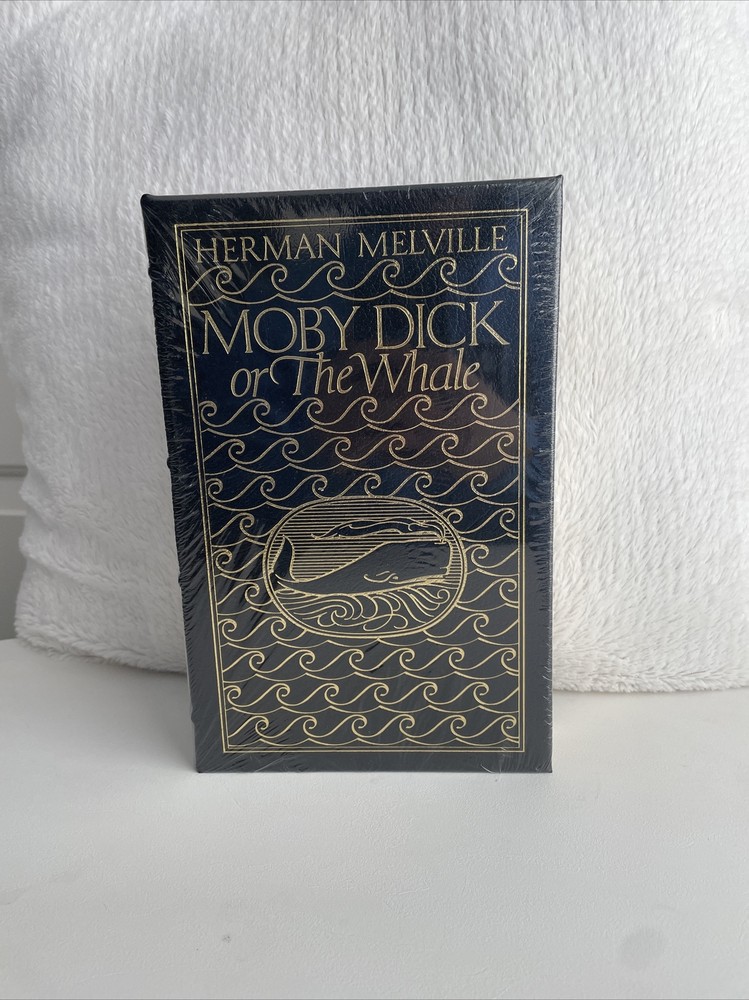 HERMAN MELVILLE
MOBY DICK
or The Whale